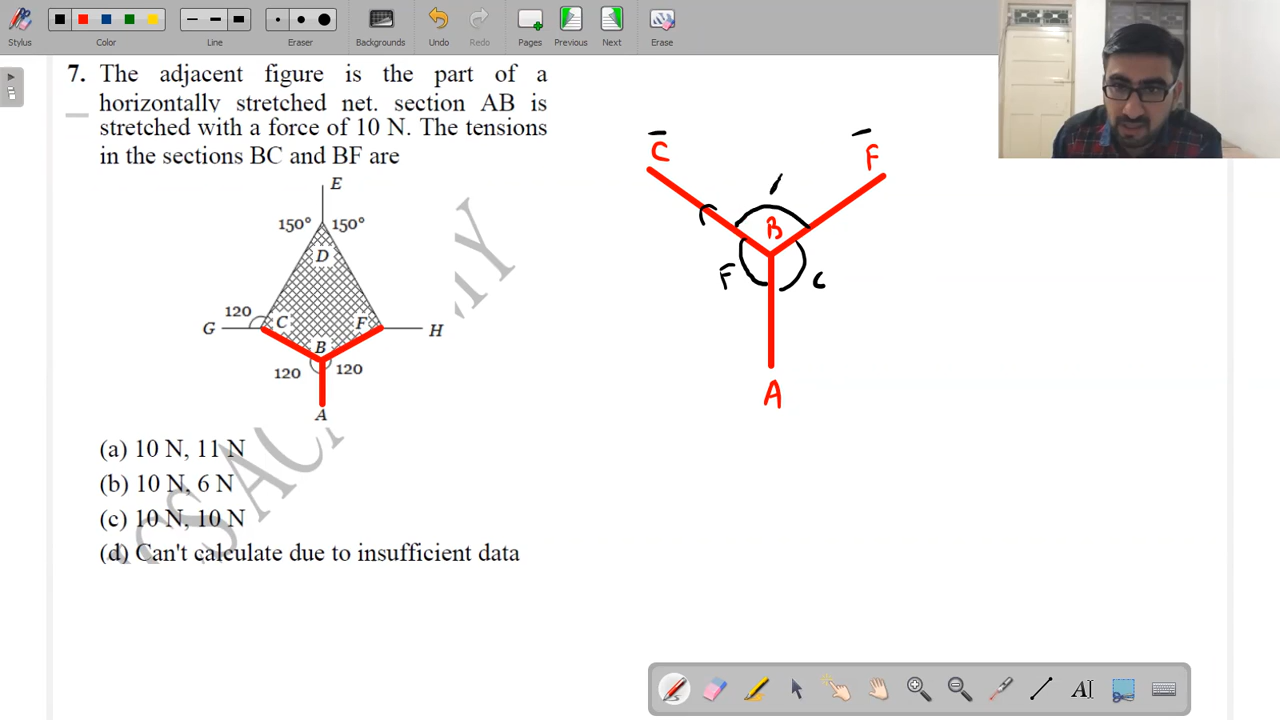 Stylus
Color
Line
Eraser
Backgrounds
Undo
Redo
Pages
Previous
Next
Erase
7. The adjacent figure is the part of a
horizontally stretched net. section AB is
stretched with a force of 10 N. The tensions
in the sections BC and BF are
E
150° 150°
D
120
G C F H
B
120 120
A
(a) 10 N, 11 N
(b) 10 N, 6 N
(c) 10 N, 10 N
(d) Can't calculate due to insufficient data
C F
B
F C
A
AI